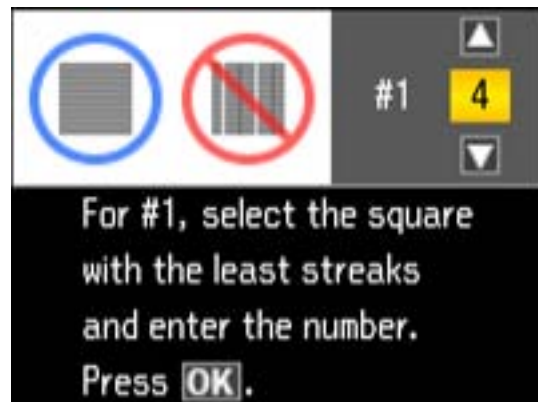 #1 4
For #1, select the square
with the least streaks
and enter the number.
Press OK.